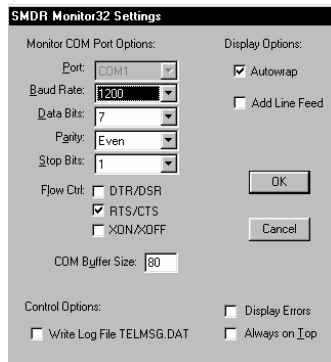 SMDR Monitor32 Settings
Monitor COM Port Options:
Port: COM1
Baud Rate: 1200
Data Bits: 7
Parity: Even
Stop Bits: 1
Flow Ctrl: DTR/DSR
RTS/CTS
XON/XOFF
COM Buffer Size: 80
Control Options:
Write Log File TELMSG.DAT
Display Options:
Autowrap
Add Line Feed
OK
Cancel
Display Errors
Always on Top